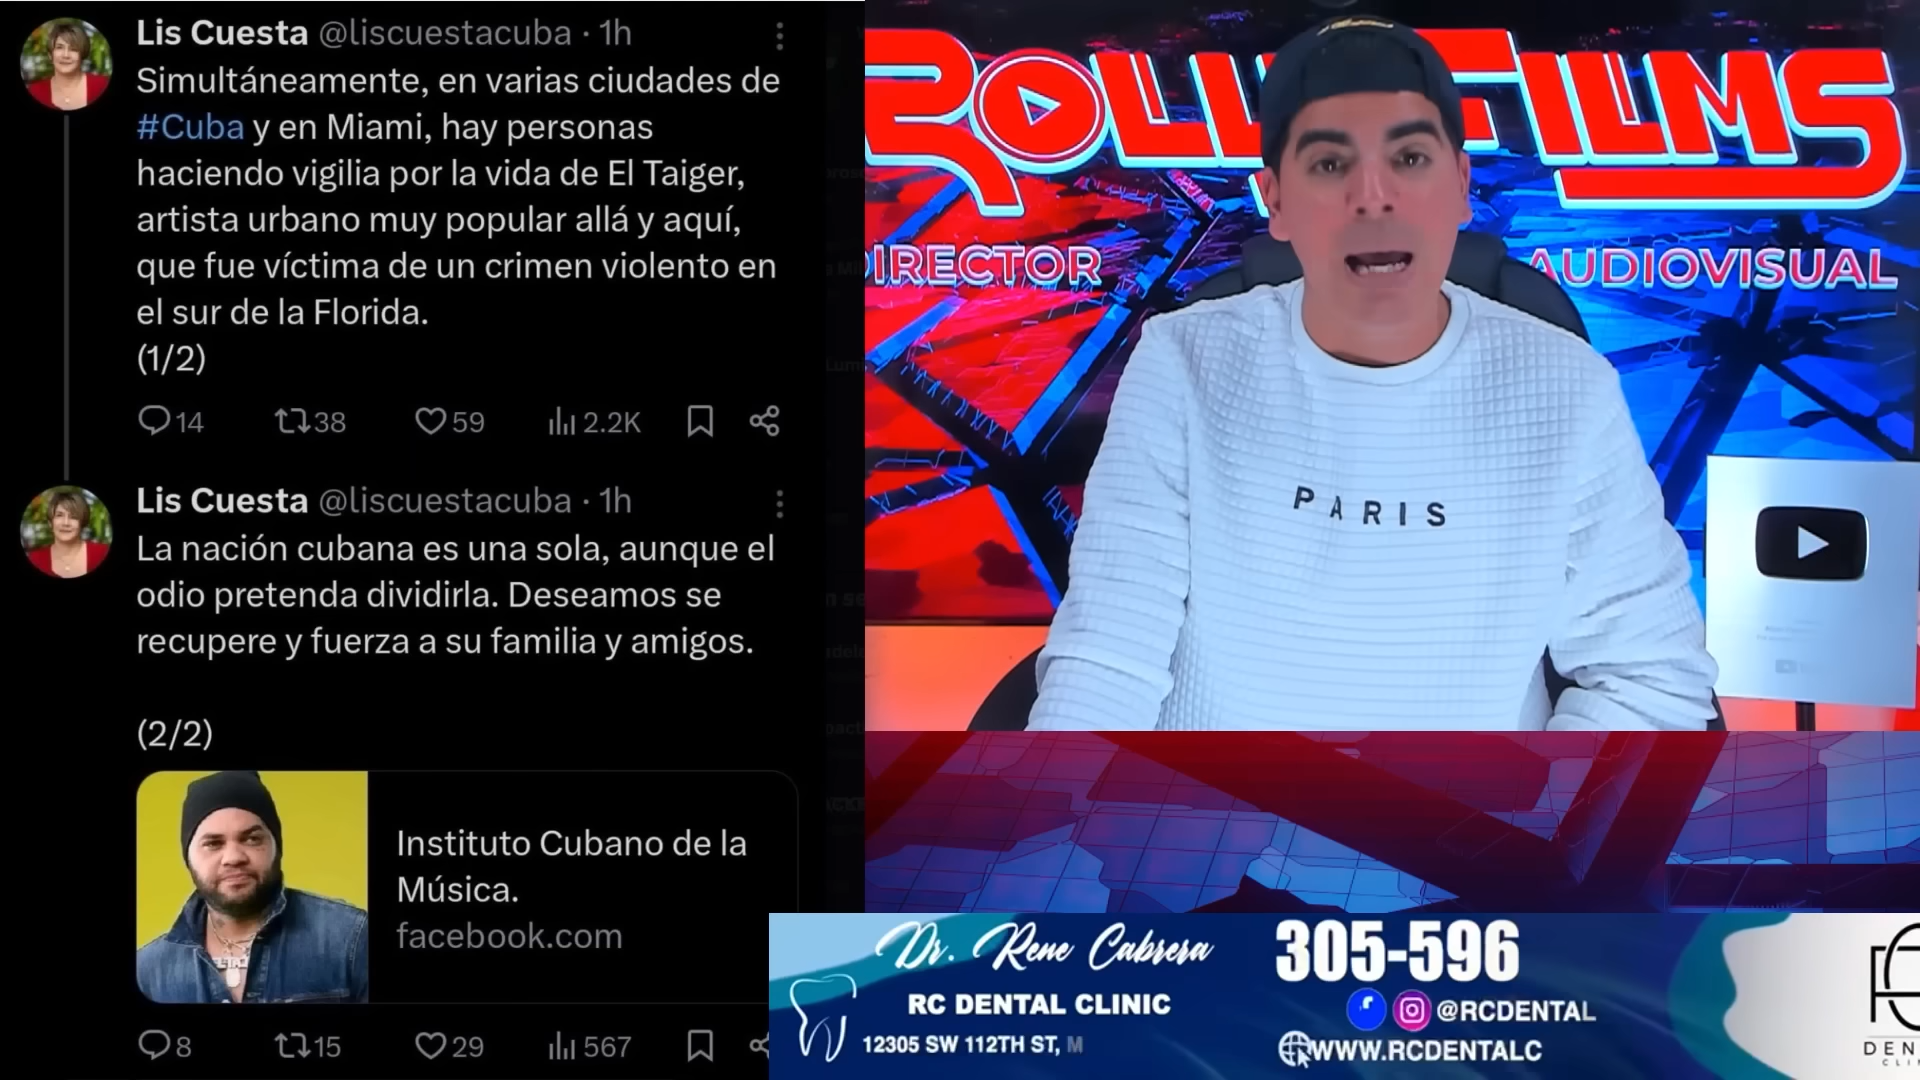 Lis Cuesta @liscuestacuba · 1h
Simultáneamente, en varias ciudades de
#Cuba y en Miami, hay personas
haciendo vigilia por la vida de El Taiger,
artista urbano muy popular allá y aquí,
que fue víctima de un crimen violento en
el sur de la Florida.
(1/2)
14 38 59 2.2K
Lis Cuesta @liscuestacuba · 1h
La nación cubana es una sola, aunque el
odio pretenda dividirla. Deseamos se
recupere y fuerza a su familia y amigos.
(2/2)
Instituto Cubano de la
Música.
facebook.com
8 15 29 567
ROLLY FILMS
DIRECTOR AUDIOVISUAL
PARIS
Dr. Rene Cabrera
RC DENTAL CLINIC
12305 SW 112TH ST, M
305-596
@RCDENTAL
WWW.RCDENTALC
DEN
CLI